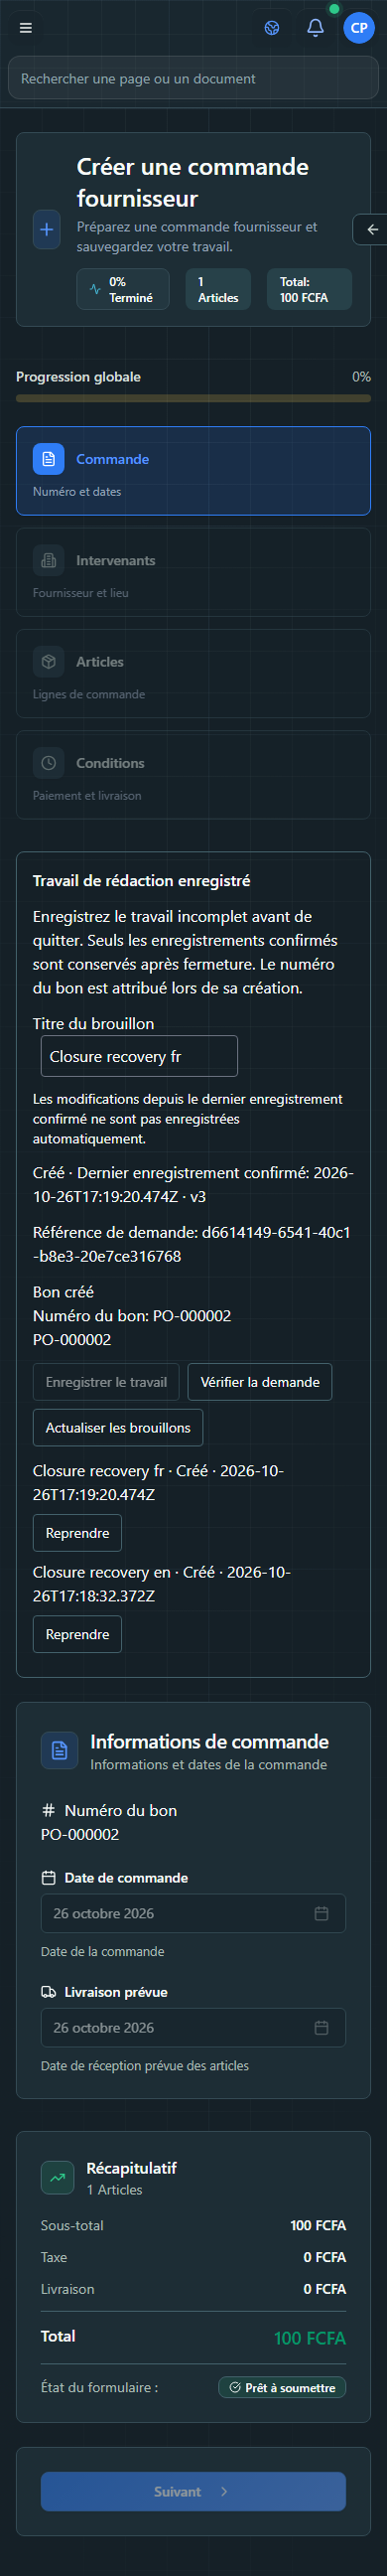 CP
Rechercher une page ou un document
Créer une commande
fournisseur
Préparez une commande fournisseur et
sauvegardez votre travail.
0%
Terminé
1
Articles
Total:
100 FCFA
Progression globale
0%
Commande
Numéro et dates
Intervenants
Fournisseur et lieu
Articles
Lignes de commande
Conditions
Paiement et livraison
Travail de rédaction enregistré
Enregistrez le travail incomplet avant de
quitter. Seuls les enregistrements confirmés
sont conservés après fermeture. Le numéro
du bon est attribué lors de sa création.
Titre du brouillon
Closure recovery fr
Les modifications depuis le dernier enregistrement
confirmé ne sont pas enregistrées
automatiquement.
Créé · Dernier enregistrement confirmé: 2026-
10-26T17:19:20.474Z · v3
Référence de demande: d6614149-6541-40c1
-b8e3-20e7ce316768
Bon créé
Numéro du bon: PO-000002
PO-000002
Enregistrer le travail
Vérifier la demande
Actualiser les brouillons
Closure recovery fr · Créé · 2026-10-
26T17:19:20.474Z
Reprendre
Closure recovery en · Créé · 2026-10-
26T17:18:32.372Z
Reprendre
Informations de commande
Informations et dates de la commande
Numéro du bon
PO-000002
Date de commande
26 octobre 2026
Date de la commande
Livraison prévue
26 octobre 2026
Date de réception prévue des articles
Récapitulatif
1 Articles
Sous-total
100 FCFA
Taxe
0 FCFA
Livraison
0 FCFA
Total
100 FCFA
État du formulaire :
Prêt à soumettre
Suivant